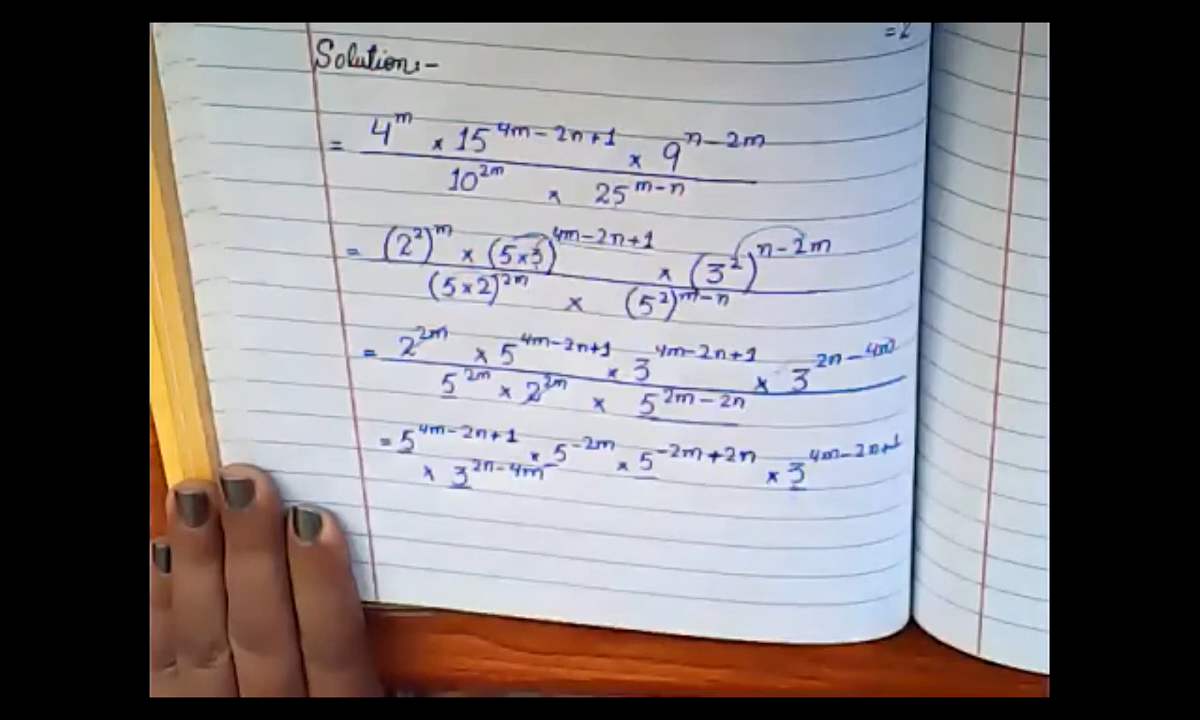 = 2
Solution:-
= 4^m × 15^(4m-2n+1) × 9^(n-2m)
10^(2m) × 25^(m-n)
= (2²)^m × (5×3)^(4m-2n+1) × (3²)^(n-2m)
(5×2)^(2m) × (5²)^(m-n)
= 2^(2m) × 5^(4m-2n+1) × 3^(4m-2n+1) × 3^(2n-4m)
5^(2m) × 2^(2m) × 5^(2m-2n)
= 5^(4m-2n+1) × 5^(-2m) × 5^(-2m+2n) × 3^(4m-2n+1)
× 3^(2n-4m)